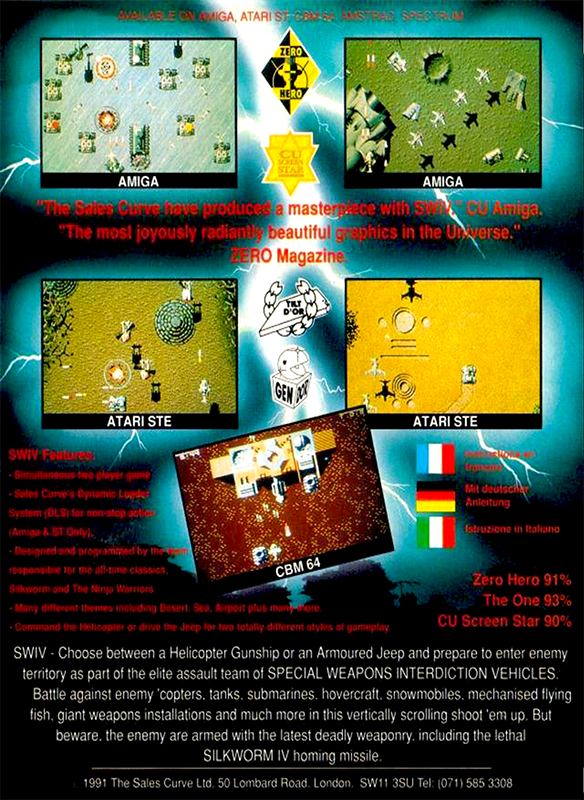 AVAILABLE ON AMIGA, ATARI ST, CBM 64, AMSTRAD, SPECTRUM
ZERO
HERO
CU
SCREEN
STAR
AMIGA
AMIGA
"The Sales Curve have produced a masterpiece with SWIV." CU Amiga.
"The most joyously radiantly beautiful graphics in the Universe."
ZERO Magazine.
TILT
D'OR
GEN D'OR
ATARI STE
ATARI STE
CBM 64
SWIV Features:
- Simultaneous two player game
- Sales Curve's Dynamic Loader
System (DLS) for non-stop action
(Amiga & ST Only).
- Designed and programmed by the team
responsible for the all-time classics,
Silkworm and The Ninja Warriors.
- Many different themes including Desert, Sea, Airport plus many more.
- Command the Helicopter or drive the Jeep for two totally different styles of gameplay.
Instructions en
français
Mit deutscher
Anleitung
Istruzione in Italiano
Zero Hero 91%
The One 93%
CU Screen Star 90%
SWIV - Choose between a Helicopter Gunship or an Armoured Jeep and prepare to enter enemy
territory as part of the elite assault team of SPECIAL WEAPONS INTERDICTION VEHICLES.
Battle against enemy 'copters, tanks, submarines, hovercraft, snowmobiles, mechanised flying
fish, giant weapons installations and much more in this vertically scrolling shoot 'em up. But
beware, the enemy are armed with the latest deadly weaponry, including the lethal
SILKWORM IV homing missile.
1991 The Sales Curve Ltd. 50 Lombard Road, London. SW11 3SU Tel: (071) 585 3308